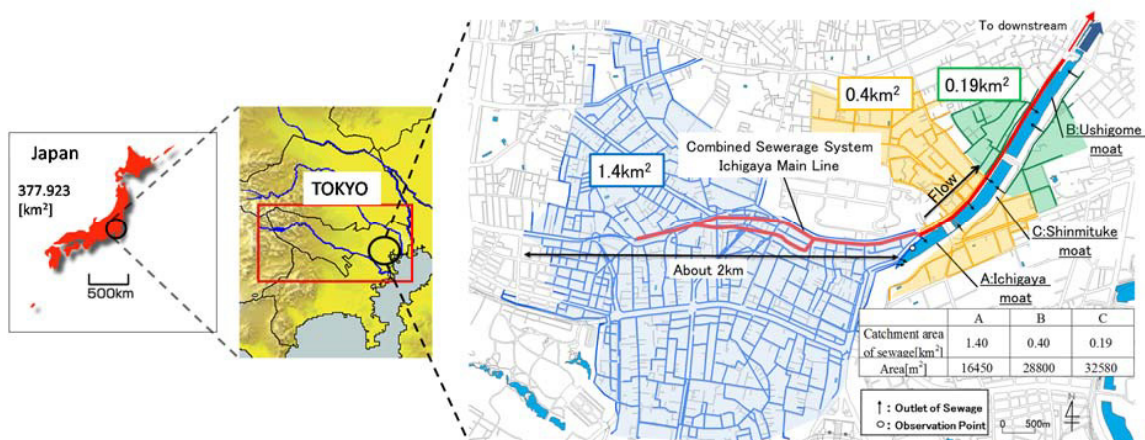 Japan
377.923
[km²]
500km
TOKYO
To downstream
0.4km²
0.19km²
1.4km²
Combined Sewerage System
Ichigaya Main Line
Flow
B:Ushigome
moat
C:Shinmituke
moat
A:Ichigaya
moat
About 2km
A B C
Catchment area
of sewage[km²] 1.40 0.40 0.19
Area[m²] 16450 28800 32580
: Outlet of Sewage
: Observation Point
0 500m